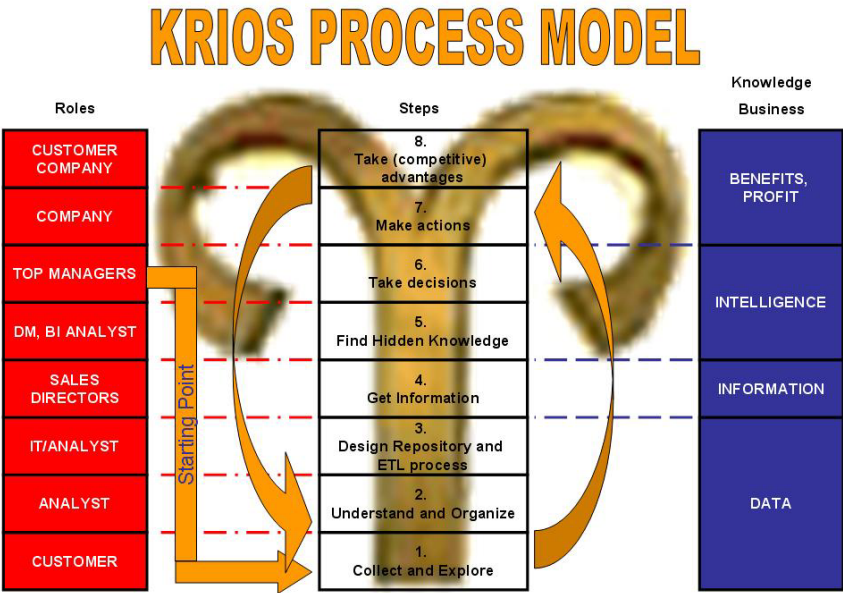 KRIOS PROCESS MODEL
Roles
Steps
Knowledge
Business
CUSTOMER
COMPANY
8.
Take (competitive)
advantages
BENEFITS,
PROFIT
COMPANY
7.
Make actions
TOP MANAGERS
6.
Take decisions
INTELLIGENCE
DM, BI ANALYST
5.
Find Hidden Knowledge
SALES
DIRECTORS
4.
Get Information
INFORMATION
Starting Point
IT/ANALYST
3.
Design Repository and
ETL process
ANALYST
2.
Understand and Organize
DATA
CUSTOMER
1.
Collect and Explore